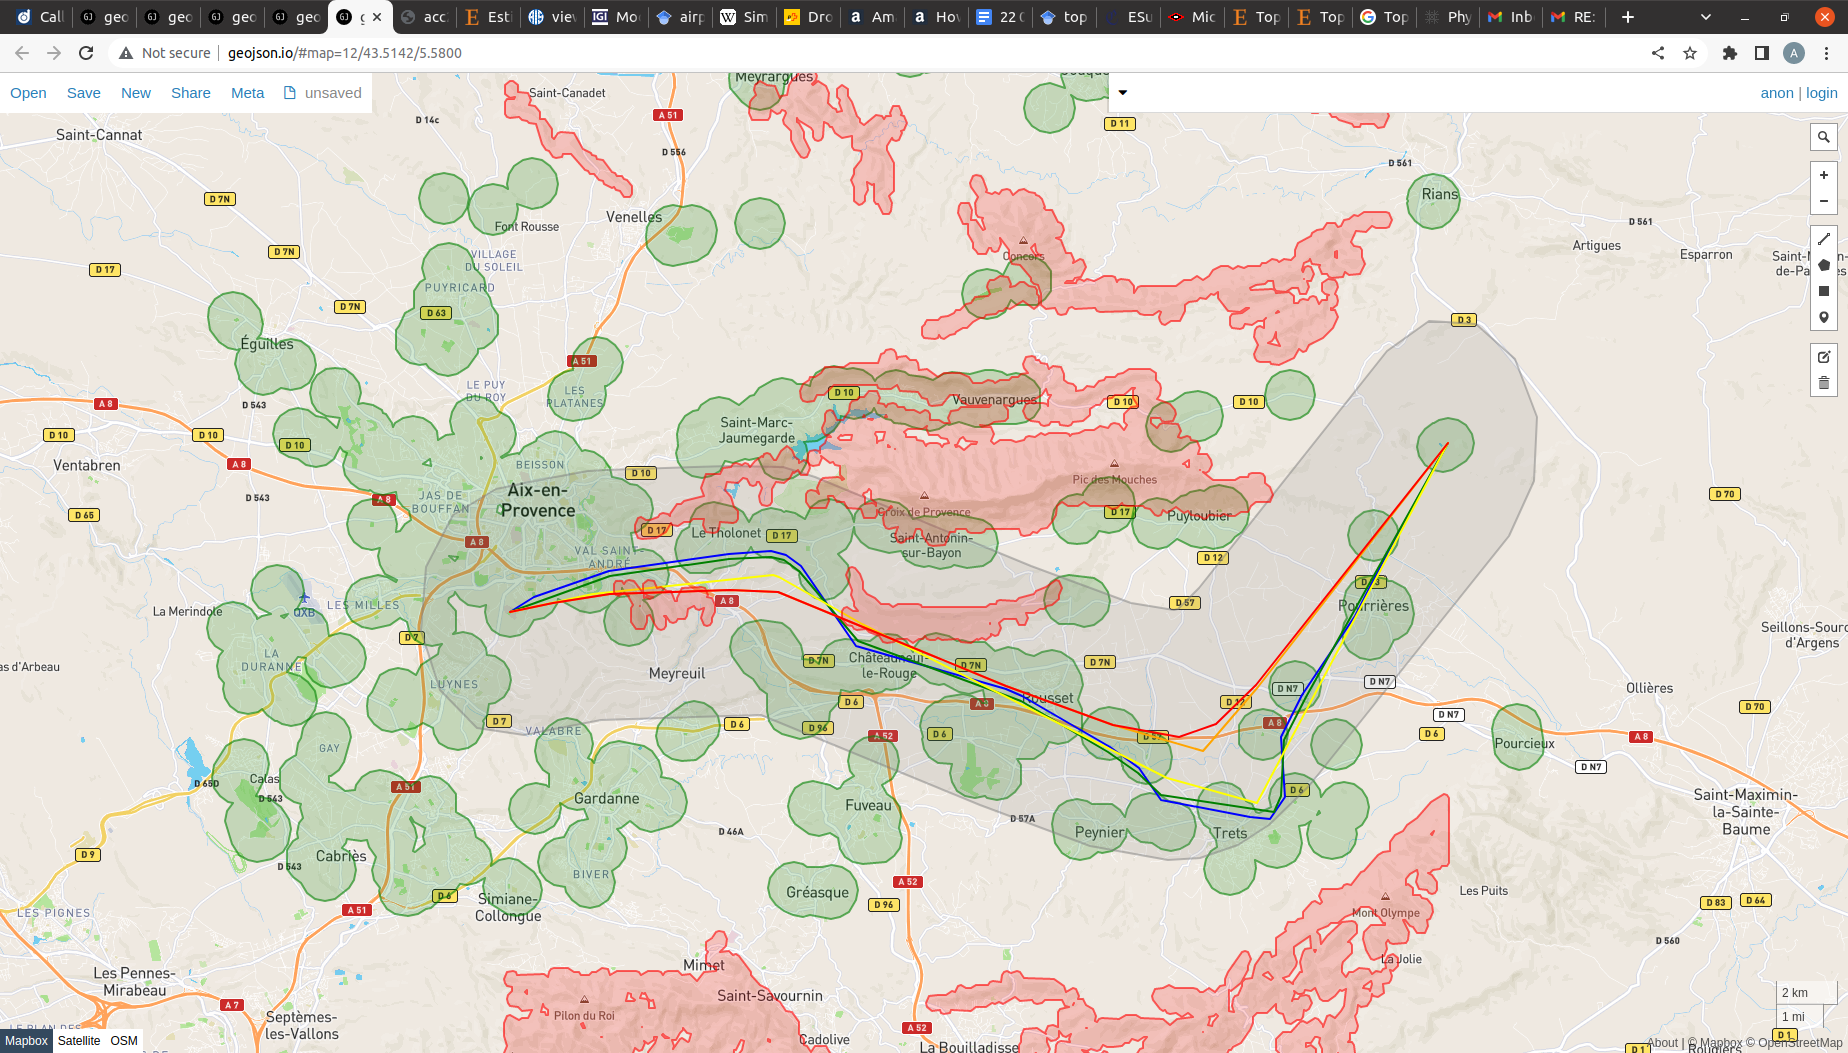 Call
geo
geo
geo
geo
g
acc
Esti
viev
Mo
airp
Sim
Dro
Am
Hov
22 0
top
ESu
Mic
Top
Top
Top
Phy
Inb
RE:
Not secure
geojson.io/#map=12/43.5142/5.5800
Open Save New Share Meta unsaved
anon | login
Meyrargues
Saint-Canadet
D 14c
A 51
D 11
Saint-Cannat
D 556
D 561
D 7N
Venelles
Font Rousse
Rians
D 561
Artigues
Esparron
D 7N
VILLAGE
DU SOLEIL
Concors
D 17
PUYRICARD
D 7N
D 63
D 3
Éguilles
A 51
LE PUY
DU ROY
LES
PLATANES
D 10
Vauvenargues
D 10
D 10
A 8
D 543
Saint-Marc-
Jaumegarde
D 10
D 10
D 10
Ventabren
A 8
BEISSON
D 10
Pic des Mouches
D 543
A 8
JAS DE
BOUFFAN
Aix-en-
Provence
D 70
Croix de Provence
D 17
Puyloubier
D 65
D 17
Le Tholonet
D 17
Saint-Antonin-
sur-Bayon
A 8
VAL SAINT-
ANDRÉ
D 12
La Merindole
QXB
LES MILLES
A 8
D 57
Pourrières
D 7
Seillons-Sourc
d'Argens
as d'Arbeau
LA
DURANNE
Meyreuil
D 7N
Châteauneuf-
le-Rouge
D 7N
D 7N
D N7
D N7
LUYNES
Rousset
Ollières
D 7
VALABRE
D 6
D 6
D 96
A 8
D 6
A 52
A 8
D N7
D 6
Pourcieux
A 8
D 70
GAY
D N7
Calas
D 543
A 51
Gardanne
Fuveau
D 6
D 57A
Peynier
Trets
D 46A
Saint-Maximin-
la-Sainte-
Baume
D 9
Cabriès
D 543
BIVER
D 6
Simiane-
Collongue
Gréasque
A 52
D 96
Les Puits
D 83
D 64
LES PIGNES
A 51
Mont Olympe
D 560
Les Pennes-
Mirabeau
Mimet
La Jolie
Saint-Savournin
A 7
Pilon du Roi
Septèmes-
les-Vallons
Cadolive
A 52
La Bouilladisse
2 km
1 mi
D 1
Mapbox Satellite OSM
About | © Mapbox © OpenStreetMap